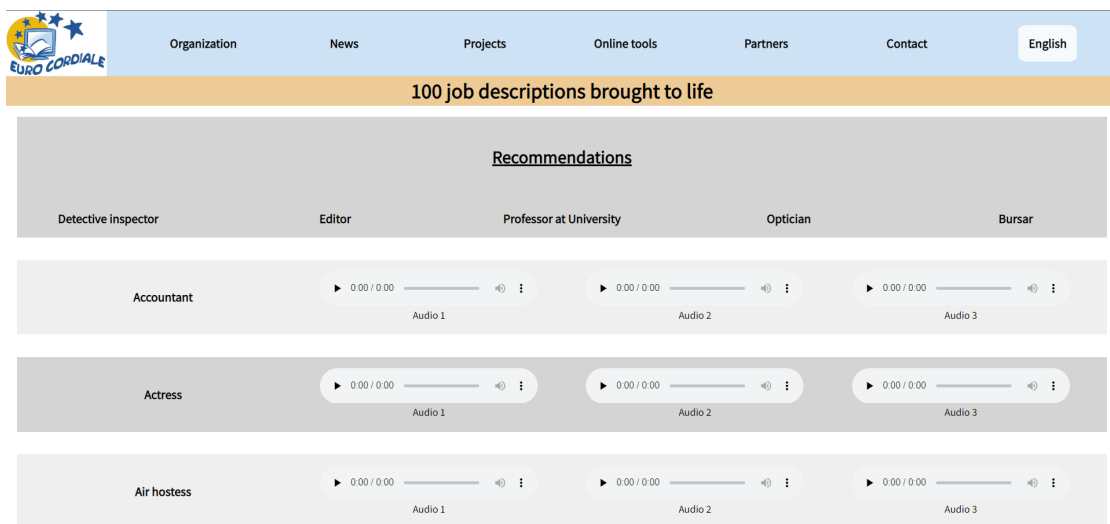 EURO CORDIALE
Organization News Projects Online tools Partners Contact English
100 job descriptions brought to life
Recommendations
Detective inspector Editor Professor at University Optician Bursar
Accountant 0:00 / 0:00 0:00 / 0:00 0:00 / 0:00
Audio 1 Audio 2 Audio 3
Actress 0:00 / 0:00 0:00 / 0:00 0:00 / 0:00
Audio 1 Audio 2 Audio 3
Air hostess 0:00 / 0:00 0:00 / 0:00 0:00 / 0:00
Audio 1 Audio 2 Audio 3